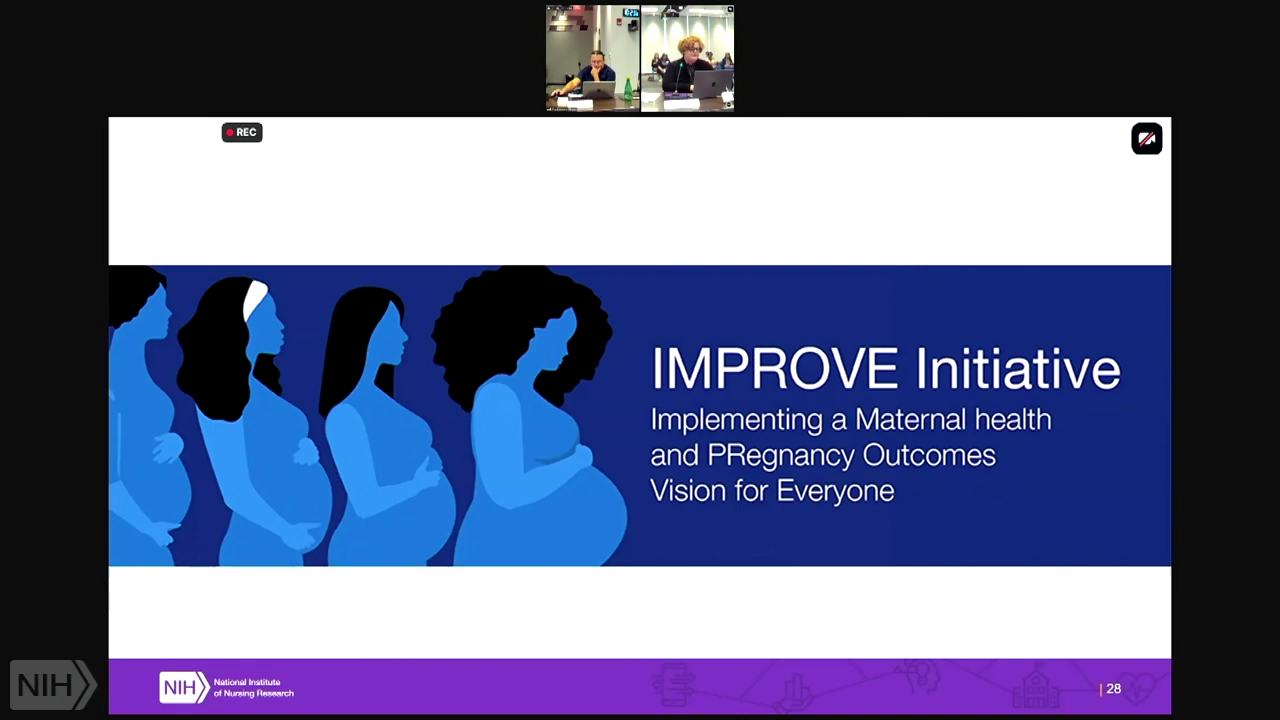 REC
IMPROVE Initiative
Implementing a Maternal health
and PRegnancy Outcomes
Vision for Everyone
NIH
NIH
National Institute
of Nursing Research
28